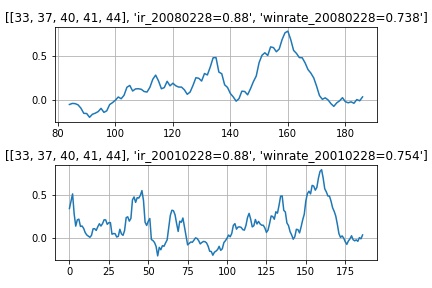 [[33, 37, 40, 41, 44], 'ir_20080228=0.88', 'winrate_20080228=0.738']
0.5
0.0
80 100 120 140 160 180
[[33, 37, 40, 41, 44], 'ir_20010228=0.88', 'winrate_20010228=0.754']
0.5
0.0
0 25 50 75 100 125 150 175